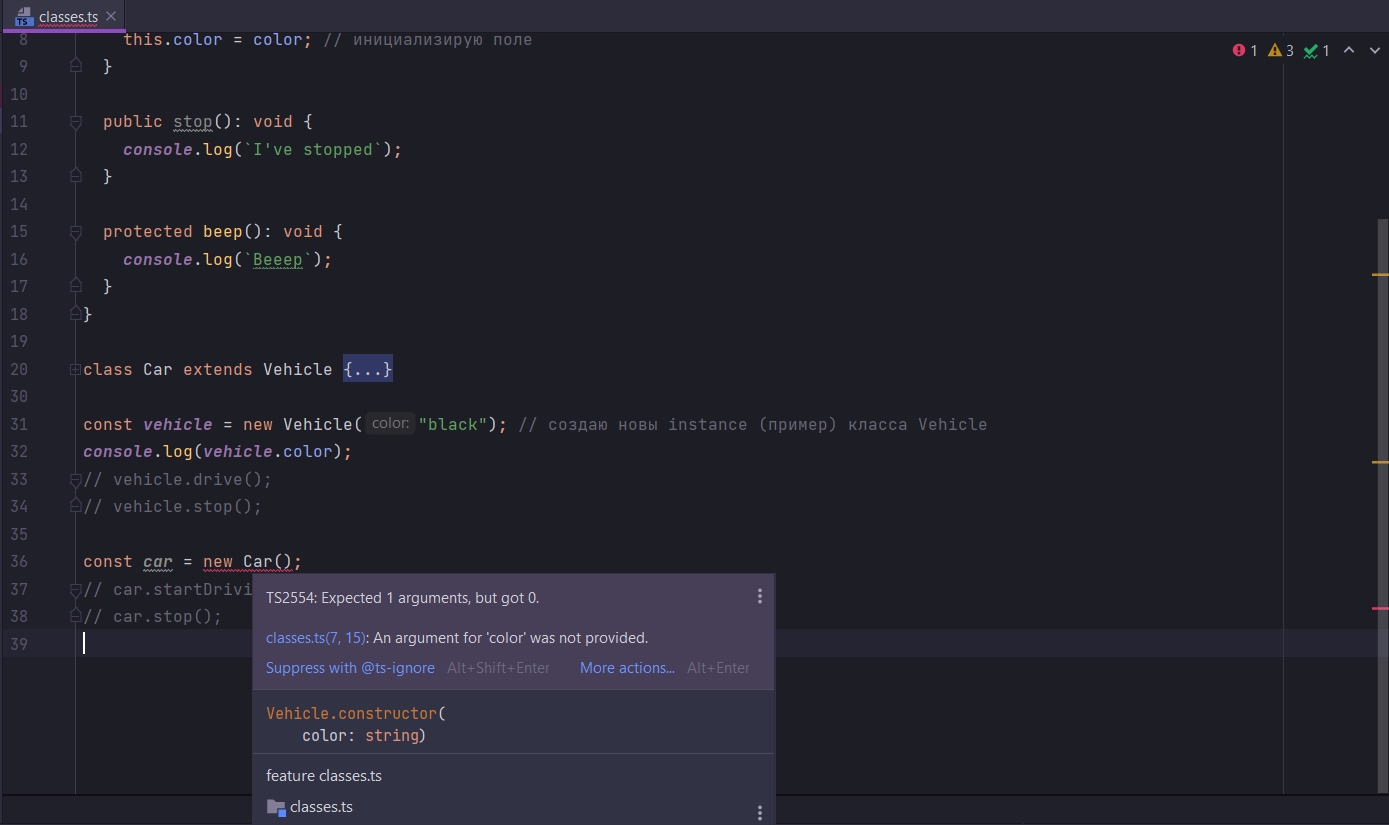 classes.ts
1 3 1
8 this.color = color; // инициализирую поле
9 }
10
11 public stop(): void {
12 console.log(`I've stopped`);
13 }
14
15 protected beep(): void {
16 console.log(`Beeep`);
17 }
18 }
19
20 class Car extends Vehicle {...}
30
31 const vehicle = new Vehicle( color: "black"); // создаю новы instance (пример) класса Vehicle
32 console.log(vehicle.color);
33 // vehicle.drive();
34 // vehicle.stop();
35
36 const car = new Car();
37 // car.startDrivi
38 // car.stop();
39
TS2554: Expected 1 arguments, but got 0.
classes.ts(7, 15): An argument for 'color' was not provided.
Suppress with @ts-ignore Alt+Shift+Enter More actions... Alt+Enter
Vehicle.constructor(
color: string)
feature classes.ts
classes.ts